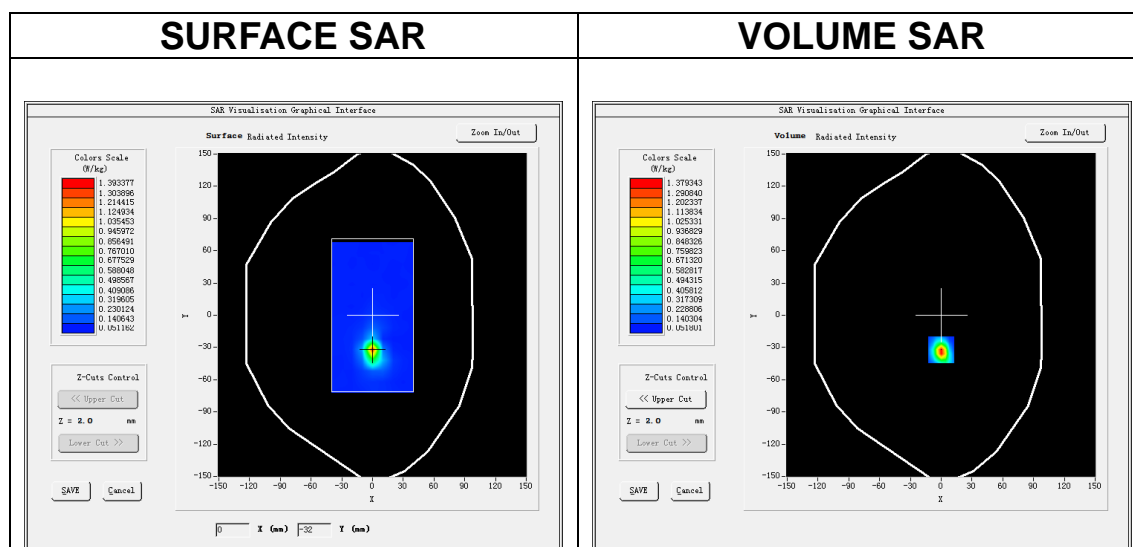 SURFACE SAR
VOLUME SAR
SAR Visualisation Graphical Interface
Surface Radiated Intensity
Zoom In/Out
Colors Scale
(W/kg)
1.393377
1.303896
1.214415
1.124934
1.035453
0.945972
0.856491
0.767010
0.677529
0.588048
0.498567
0.409086
0.319605
0.230124
0.140643
0.051162
Z-Cuts Control
<< Upper Cut
Z = 2.0 mm
Lower Cut >>
SAVE Cancel
150
120
90
60
30
0
-30
-60
-90
-120
-150
Y
-150 -120 -90 -60 -30 0 30 60 90 120 150
X
0 X (mm) -32 Y (mm)
SAR Visualisation Graphical Interface
Volume Radiated Intensity
Zoom In/Out
Colors Scale
(W/kg)
1.379343
1.290840
1.202337
1.113834
1.025331
0.936829
0.848326
0.759823
0.671320
0.582817
0.494315
0.405812
0.317309
0.228806
0.140304
0.051801
Z-Cuts Control
<< Upper Cut
Z = 2.0 mm
Lower Cut >>
SAVE Cancel
150
120
90
60
30
0
-30
-60
-90
-120
-150
Y
-150 -120 -90 -60 -30 0 30 60 90 120 150
X